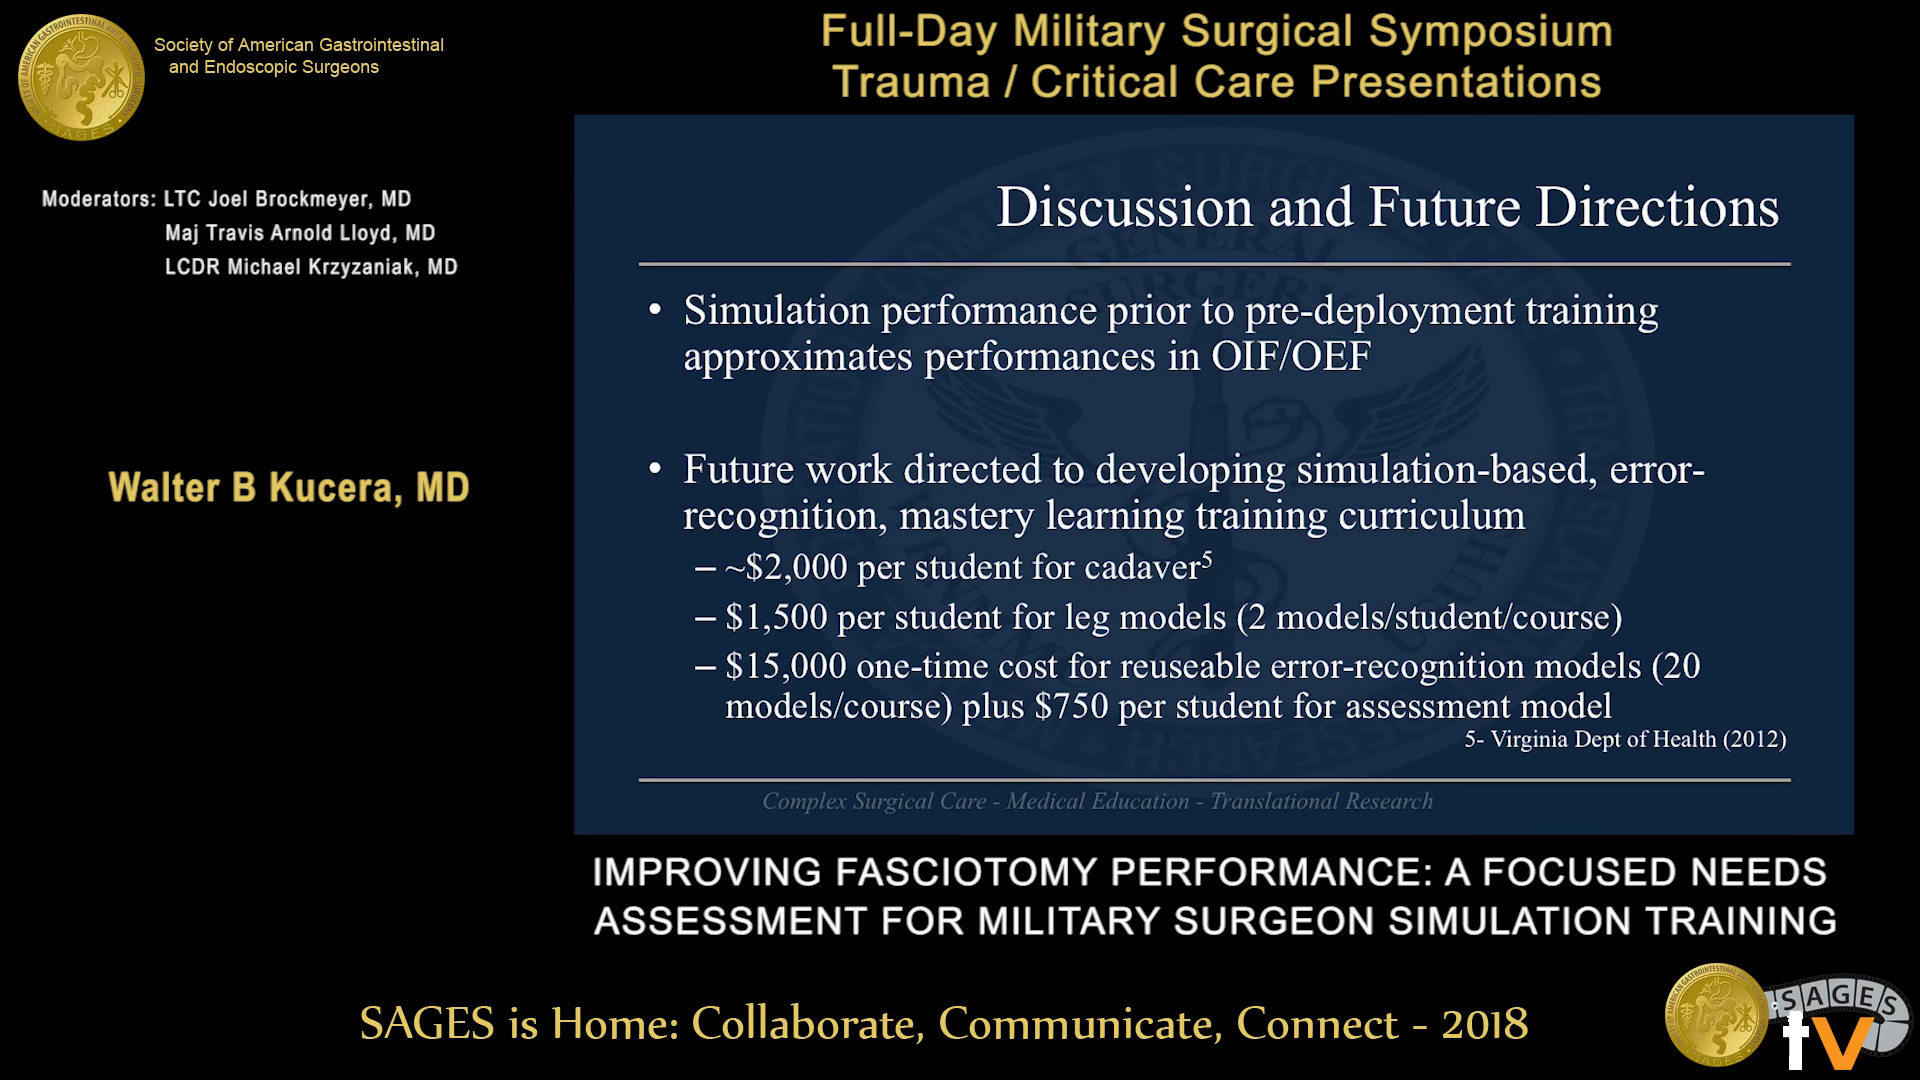 Society of American Gastrointestinal
and Endoscopic Surgeons
Full-Day Military Surgical Symposium
Trauma / Critical Care Presentations
Moderators: LTC Joel Brockmeyer, MD
Maj Travis Arnold Lloyd, MD
LCDR Michael Krzyzaniak, MD
Walter B Kucera, MD
Discussion and Future Directions
• Simulation performance prior to pre-deployment training
approximates performances in OIF/OEF
• Future work directed to developing simulation-based, error-
recognition, mastery learning training curriculum
– ~$2,000 per student for cadaver⁵
– $1,500 per student for leg models (2 models/student/course)
– $15,000 one-time cost for reuseable error-recognition models (20
models/course) plus $750 per student for assessment model
5- Virginia Dept of Health (2012)
Complex Surgical Care - Medical Education - Translational Research
IMPROVING FASCIOTOMY PERFORMANCE: A FOCUSED NEEDS
ASSESSMENT FOR MILITARY SURGEON SIMULATION TRAINING
SAGES is Home: Collaborate, Communicate, Connect - 2018
SAGES
tv